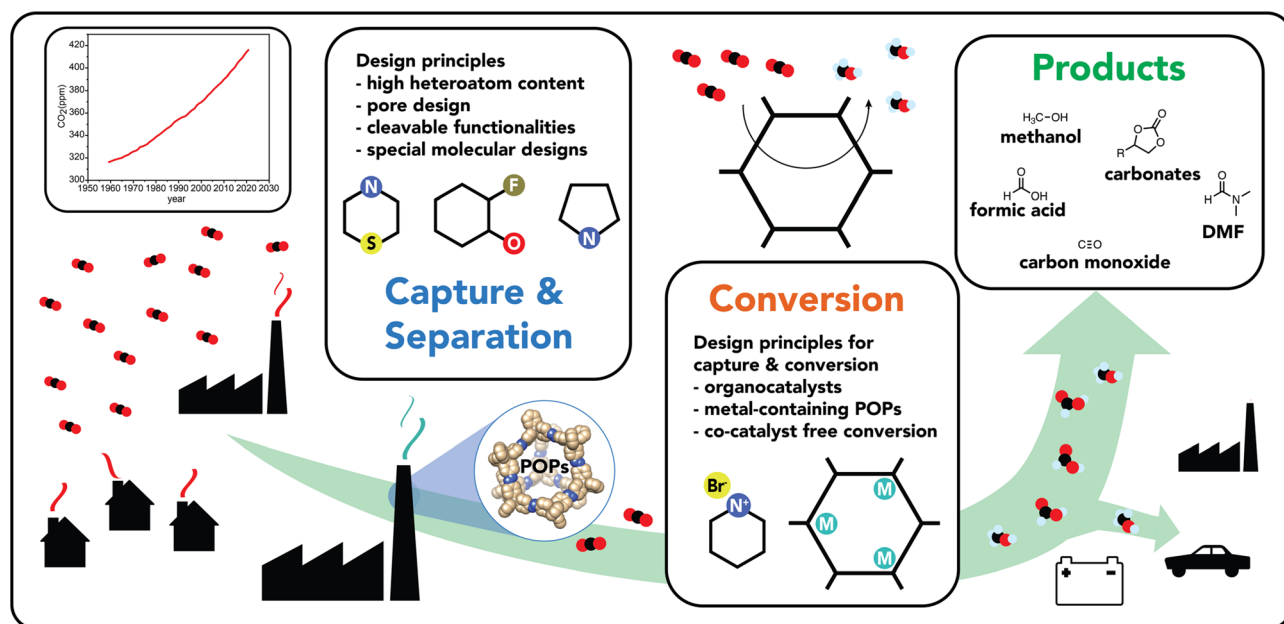 420
400
380
360
340
320
300
CO2(ppm)
1950 1960 1970 1980 1990 2000 2010 2020 2030
year
Design principles
- high heteroatom content
- pore design
- cleavable functionalities
- special molecular designs
N
S
F
O
N
Capture &
Separation
POPs
Conversion
Design principles for
capture & conversion
- organocatalysts
- metal-containing POPs
- co-catalyst free conversion
Br-
N+
M
M
M
Products
H3C-OH
methanol
O
O
O
R
carbonates
O
H
OH
formic acid
O
H
N
DMF
C≡O
carbon monoxide
+ -